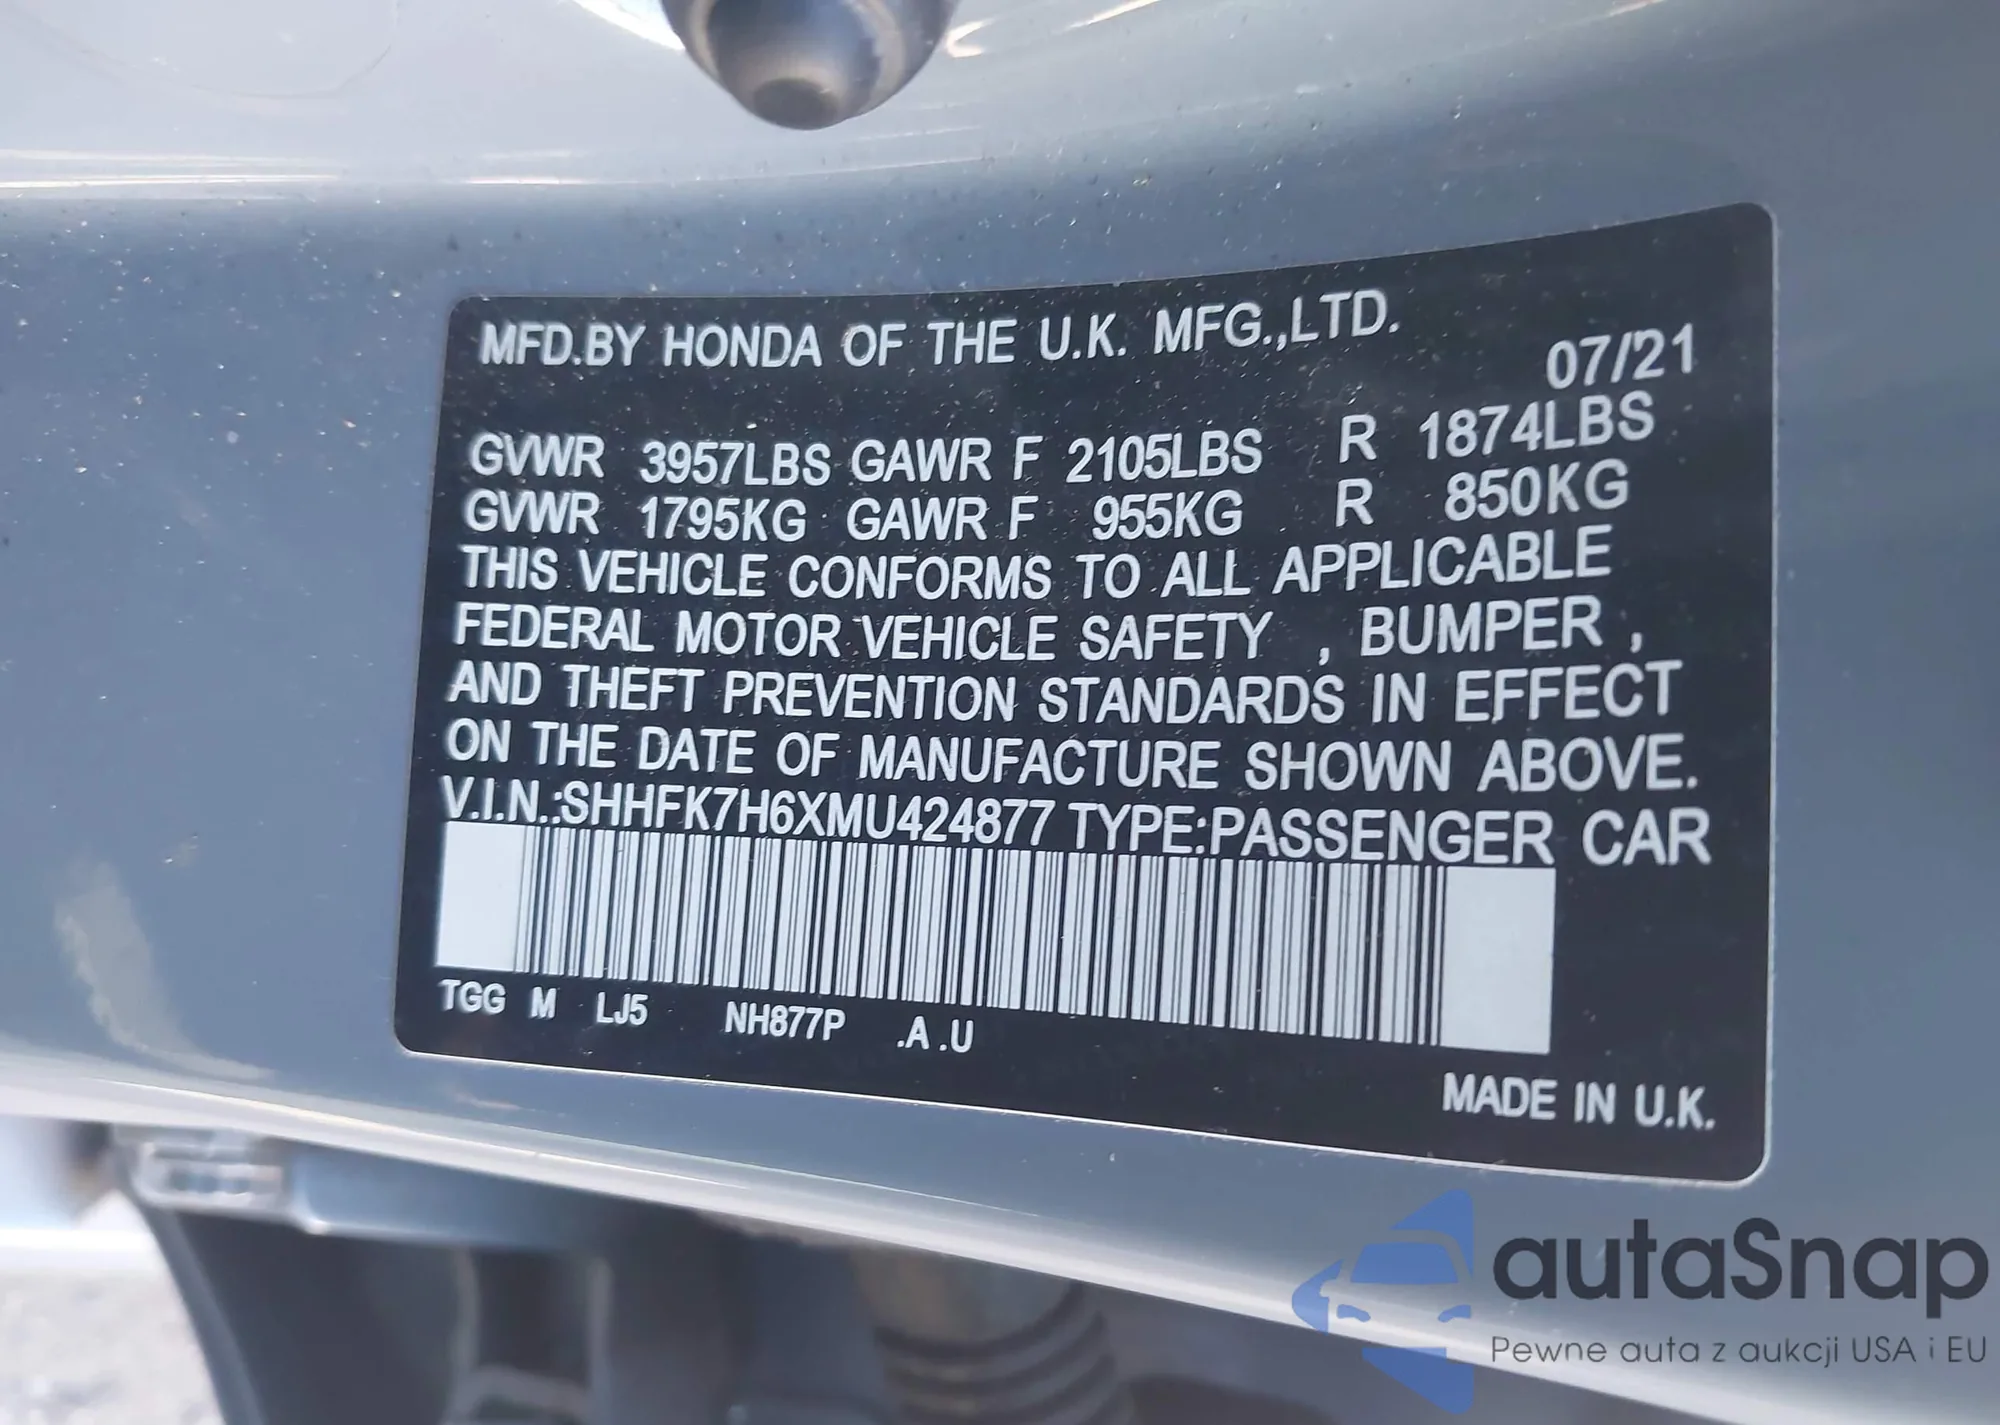 MFD.BY HONDA OF THE U.K. MFG.,LTD.
07/21
GVWR 3957LBS GAWR F 2105LBS R 1874LBS
GVWR 1795KG GAWR F 955KG R 850KG
THIS VEHICLE CONFORMS TO ALL APPLICABLE
FEDERAL MOTOR VEHICLE SAFETY , BUMPER ,
AND THEFT PREVENTION STANDARDS IN EFFECT
ON THE DATE OF MANUFACTURE SHOWN ABOVE.
V.I.N.:SHHFK7H6XMU424877 TYPE:PASSENGER CAR
TGG M LJ5 NH877P .A .U
MADE IN U.K.
autaSnap
Pewne auta z aukcji USA i EU